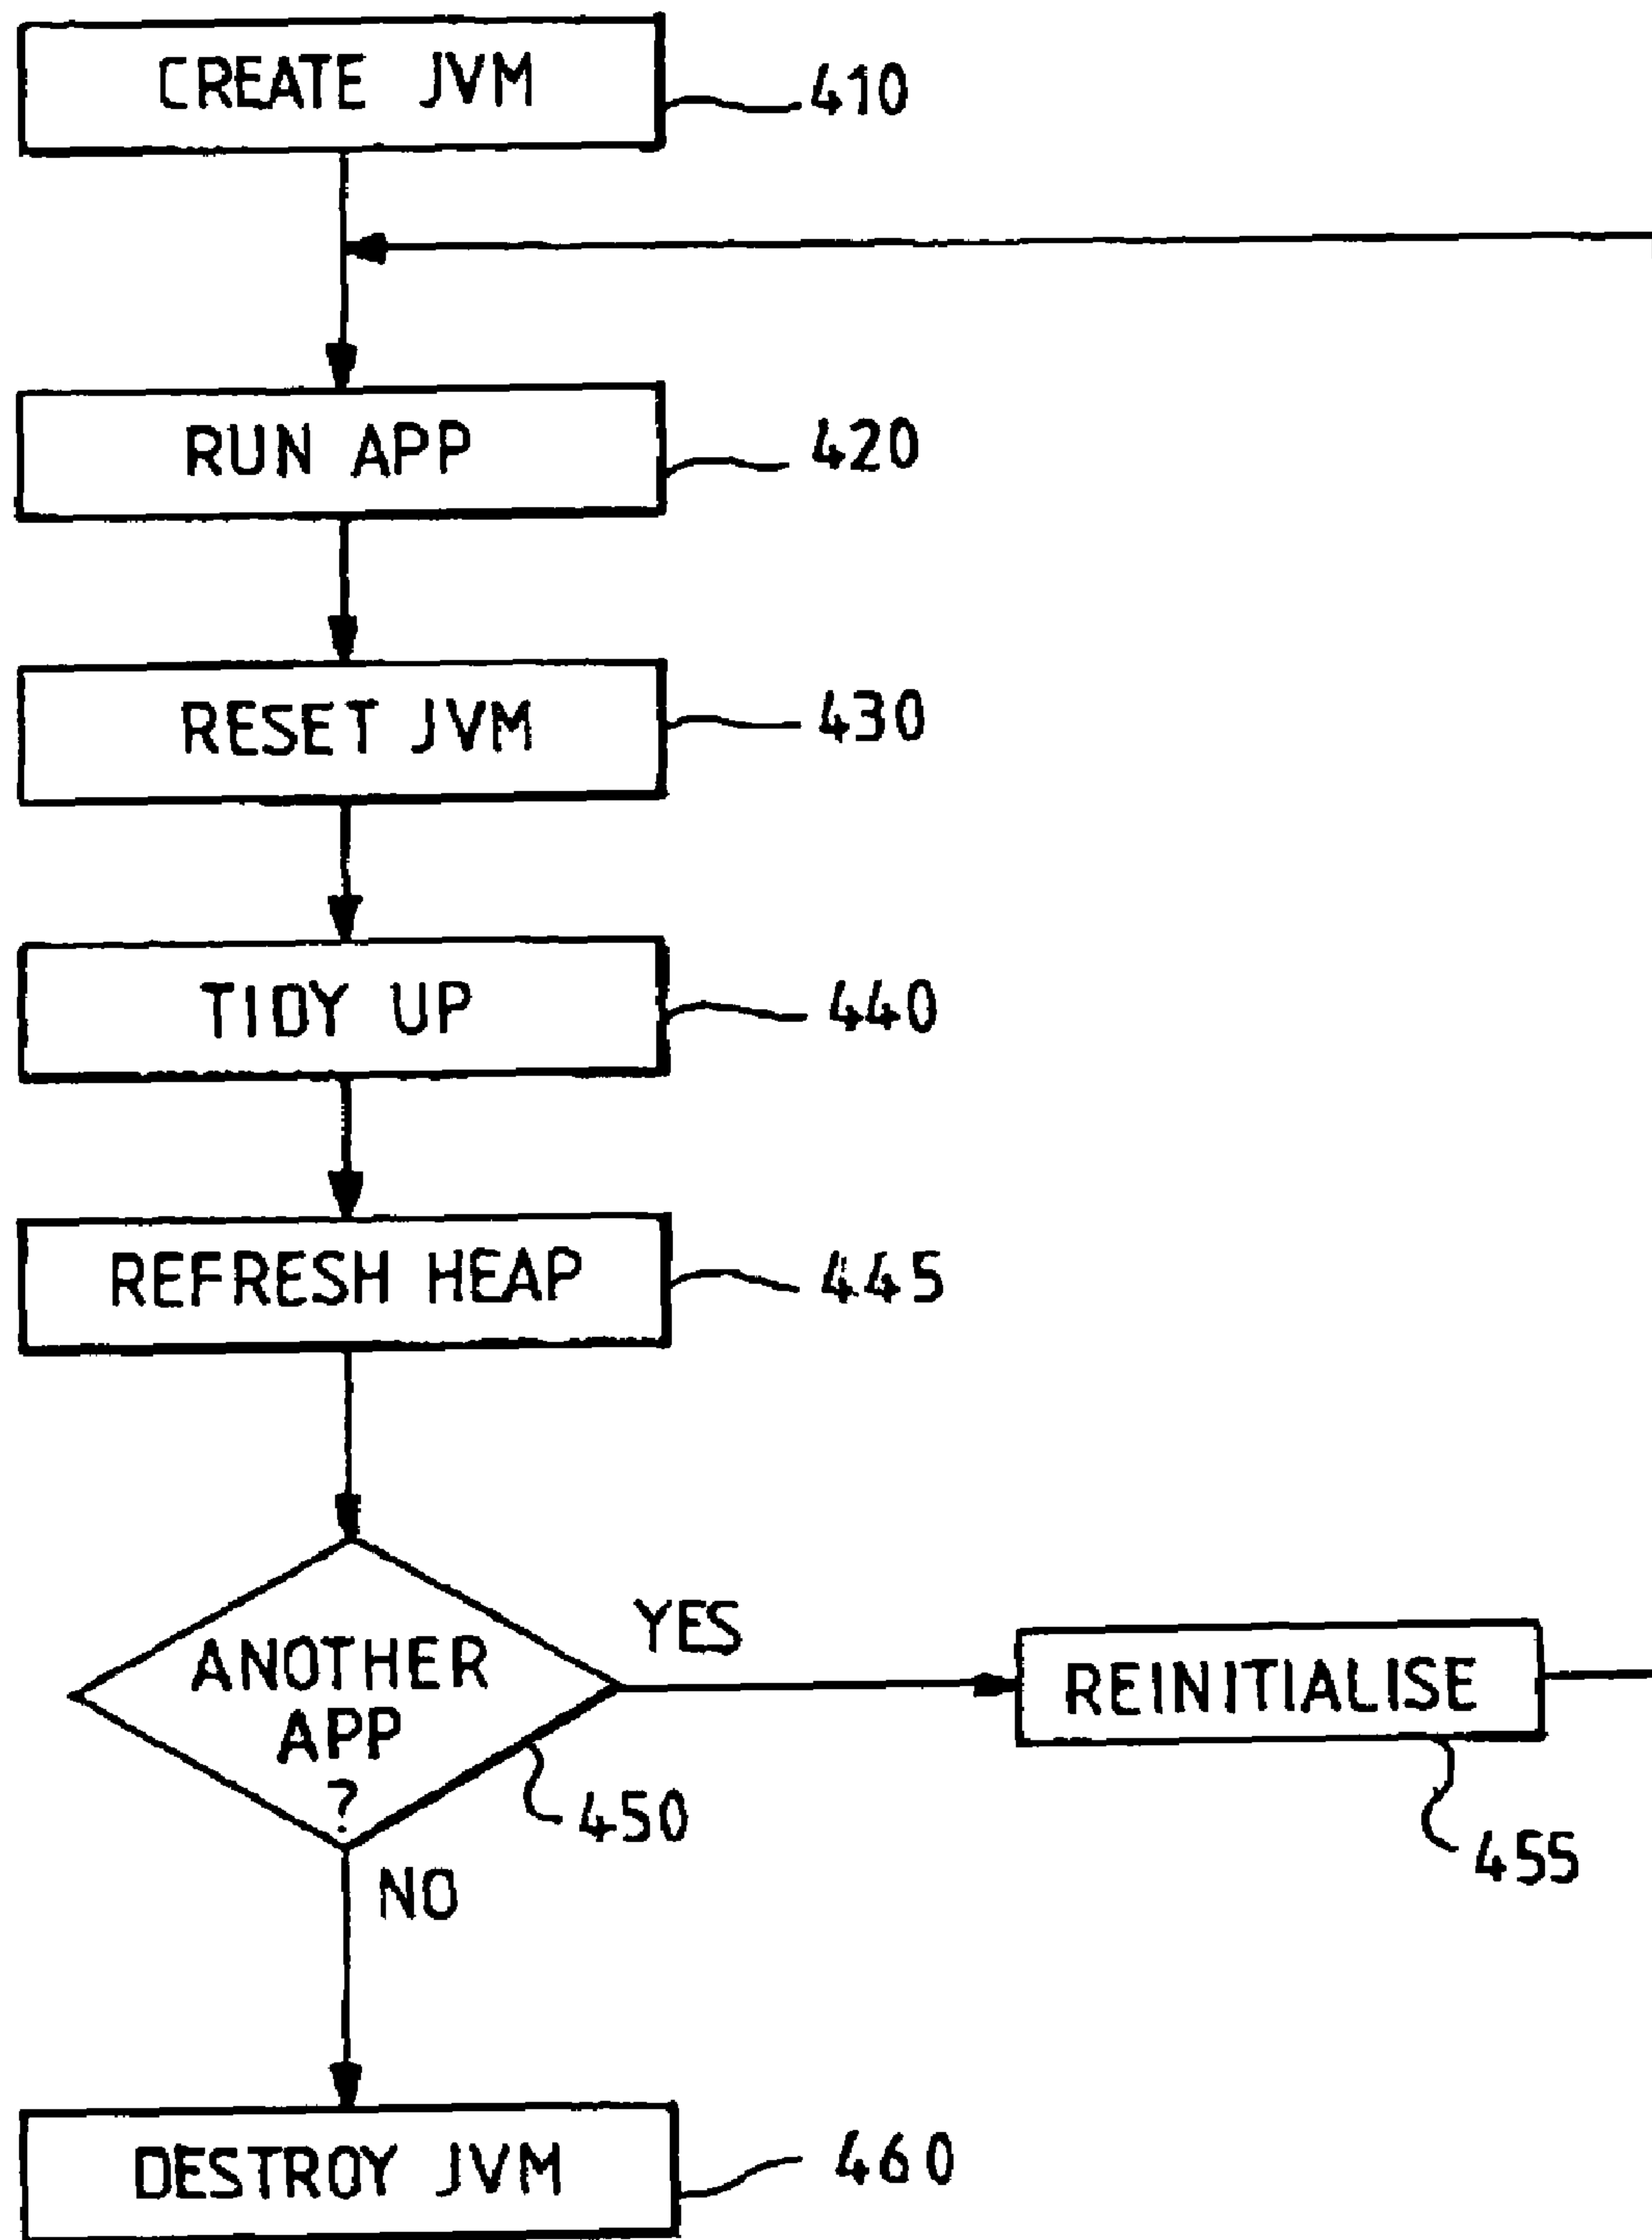 CREATE JVM
410
RUN APP
420
RESET JVM
430
TIDY UP
440
REFRESH HEAP
445
ANOTHER
APP
?
YES
450
NO
REINITIALISE
455
DESTROY JVM
460